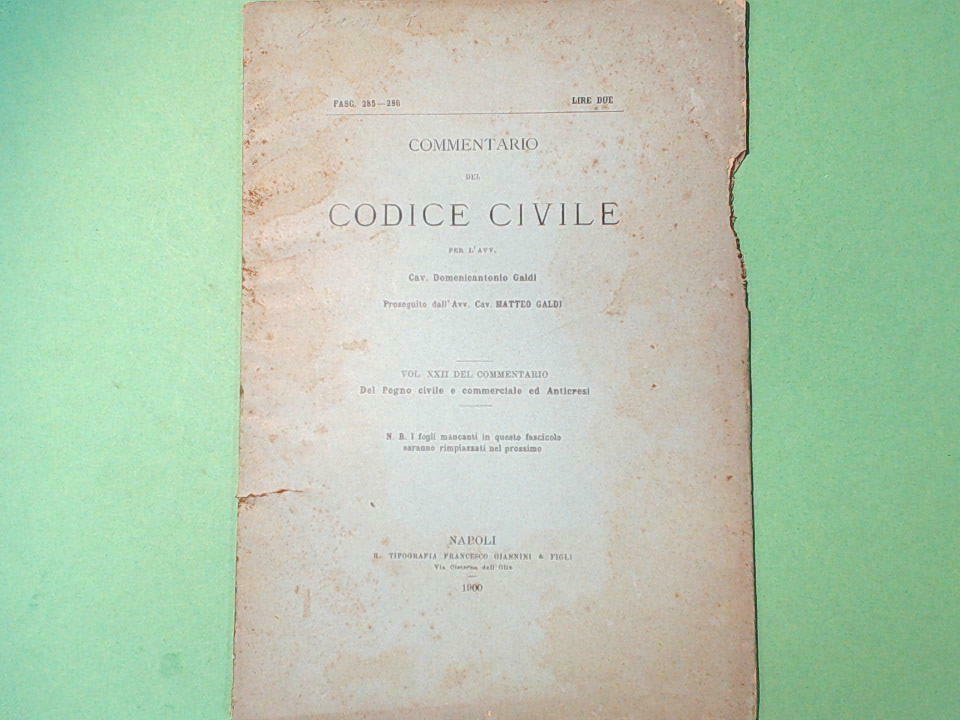 FASC. 285—286 LIRE DUE
COMMENTARIO
DEL
CODICE CIVILE
PER L'AVV.
Cav. Domenicantonio Galdi
Proseguito dall'Avv. Cav. MATTEO GALDI
VOL XXII DEL COMMENTARIO
Del Pegno civile e commerciale ed Anticresi
N. B. I fogli mancanti in questo fascicolo
saranno rimpiazzati nel prossimo
NAPOLI
R. TIPOGRAFIA FRANCESCO GIANNINI & FIGLI
Via Cisterna dell'Olio
1900